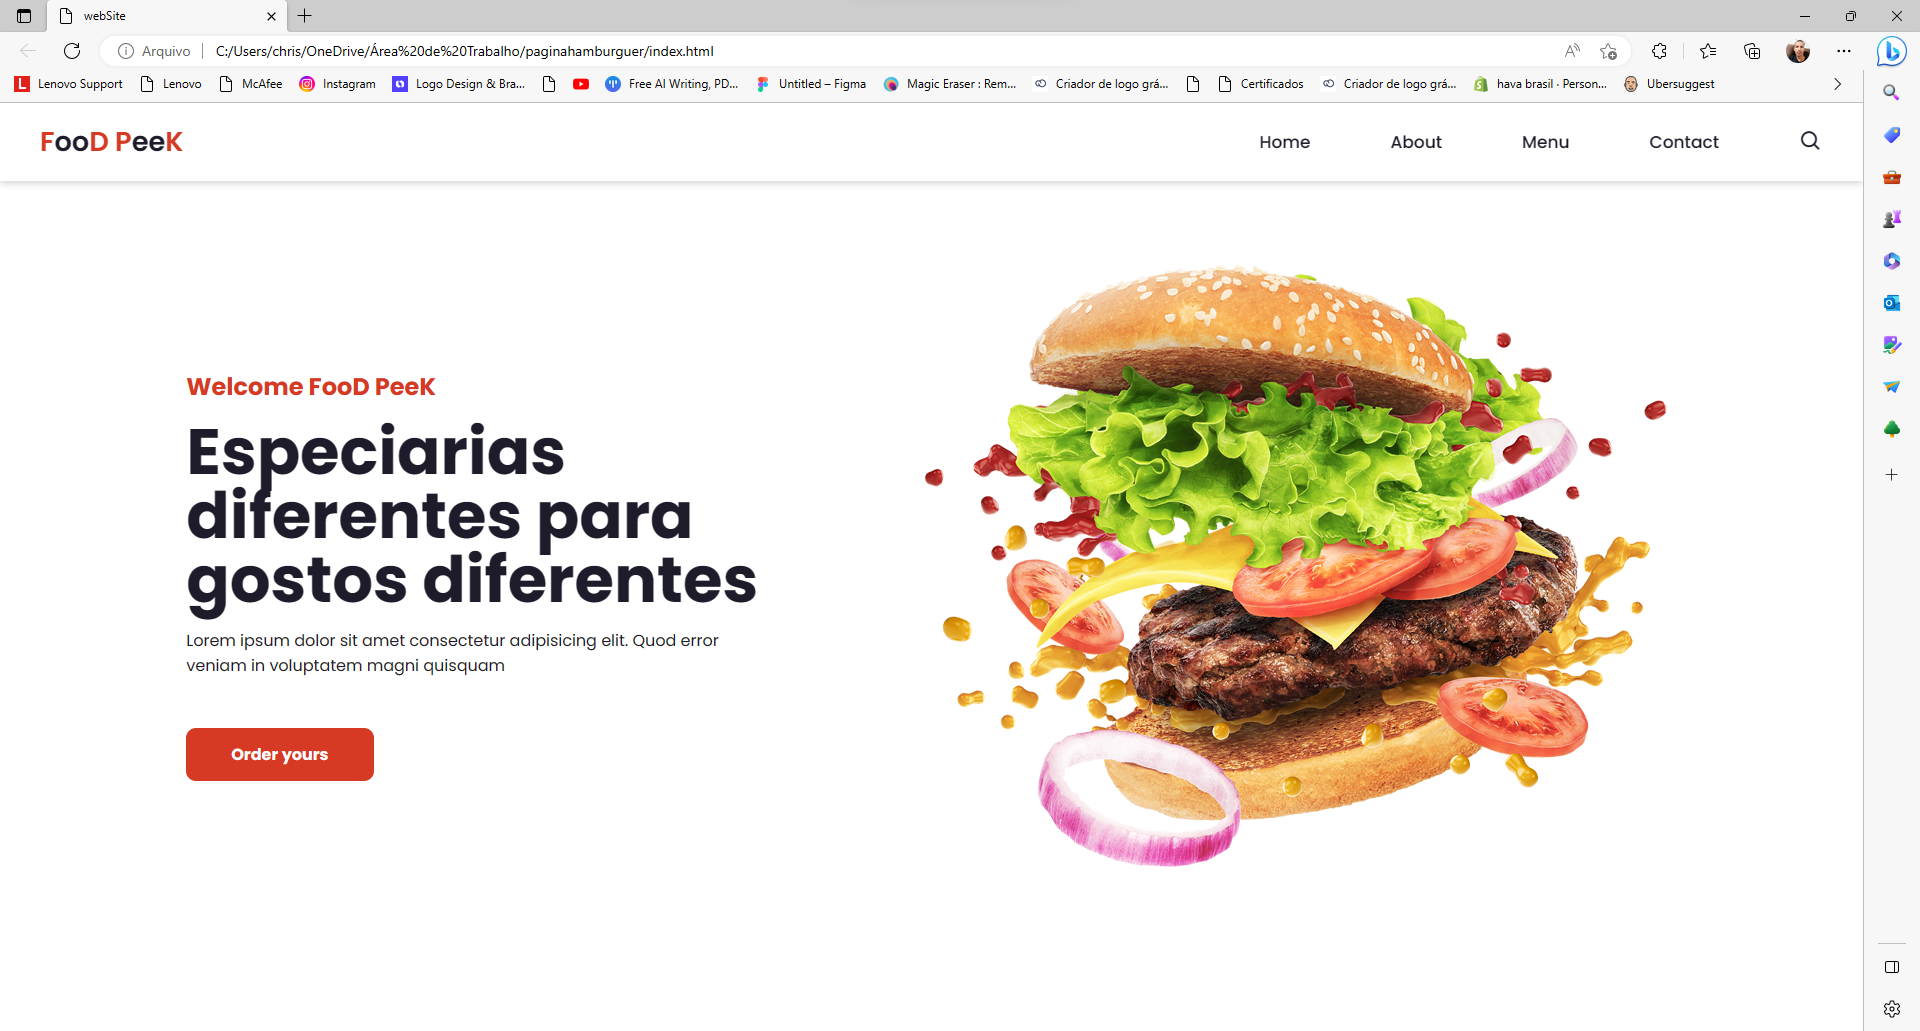 webSite
Arquivo C:/Users/chris/OneDrive/Área%20de%20Trabalho/paginahamburguer/index.html
Lenovo Support Lenovo McAfee Instagram Logo Design & Bra... Free AI Writing, PD... Untitled – Figma Magic Eraser : Rem... Criador de logo grá... Certificados Criador de logo grá... hava brasil · Person... Ubersuggest
FooD PeeK Home About Menu Contact
Welcome FooD PeeK
Especiarias
diferentes para
gostos diferentes
Lorem ipsum dolor sit amet consectetur adipisicing elit. Quod error
veniam in voluptatem magni quisquam
Order yours